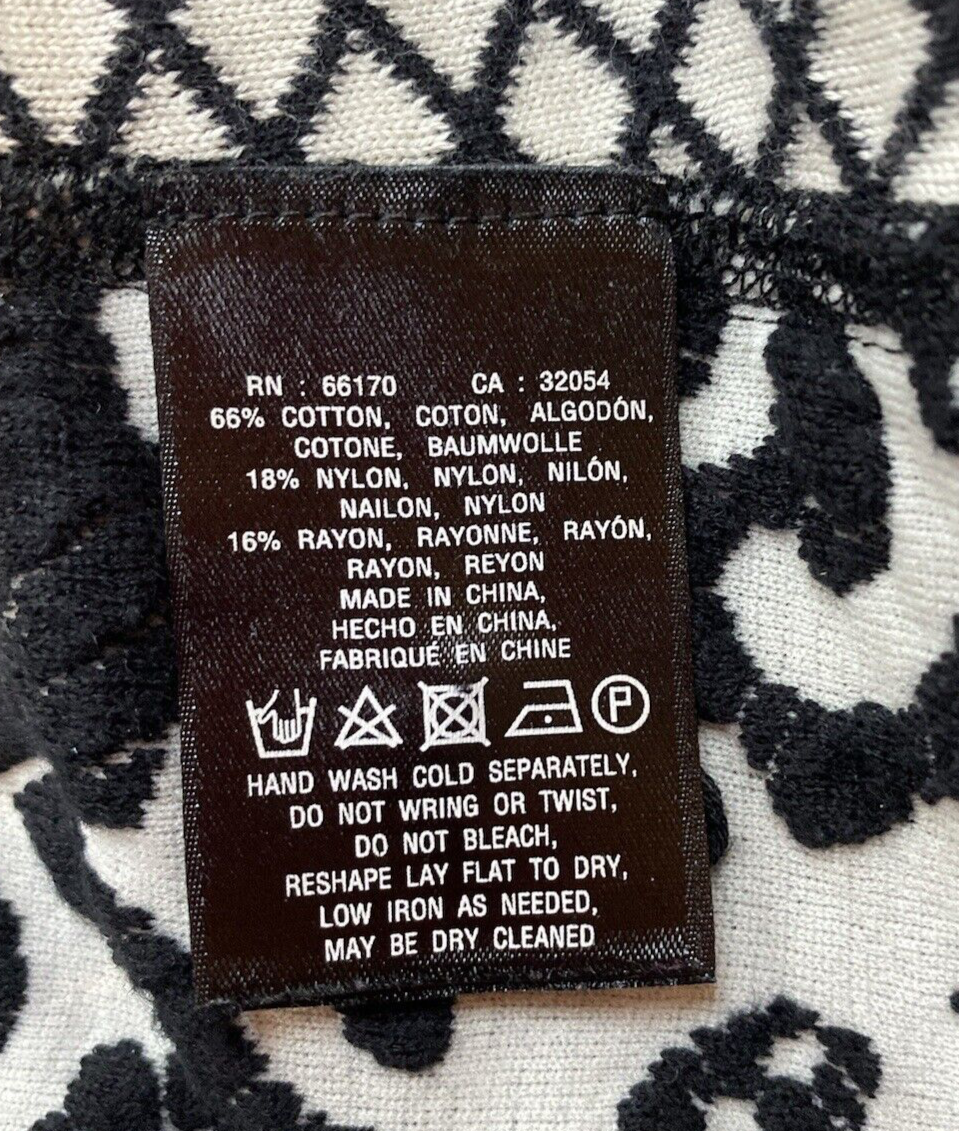 RN : 66170 CA : 32054
66% COTTON, COTON, ALGODÓN,
COTONE, BAUMWOLLE
18% NYLON, NYLON, NILÓN,
NAILON, NYLON
16% RAYON, RAYONNE, RAYÓN,
RAYON, REYON
MADE IN CHINA,
HECHO EN CHINA,
FABRIQUÉ EN CHINE
P
HAND WASH COLD SEPARATELY,
DO NOT WRING OR TWIST,
DO NOT BLEACH,
RESHAPE LAY FLAT TO DRY,
LOW IRON AS NEEDED,
MAY BE DRY CLEANED